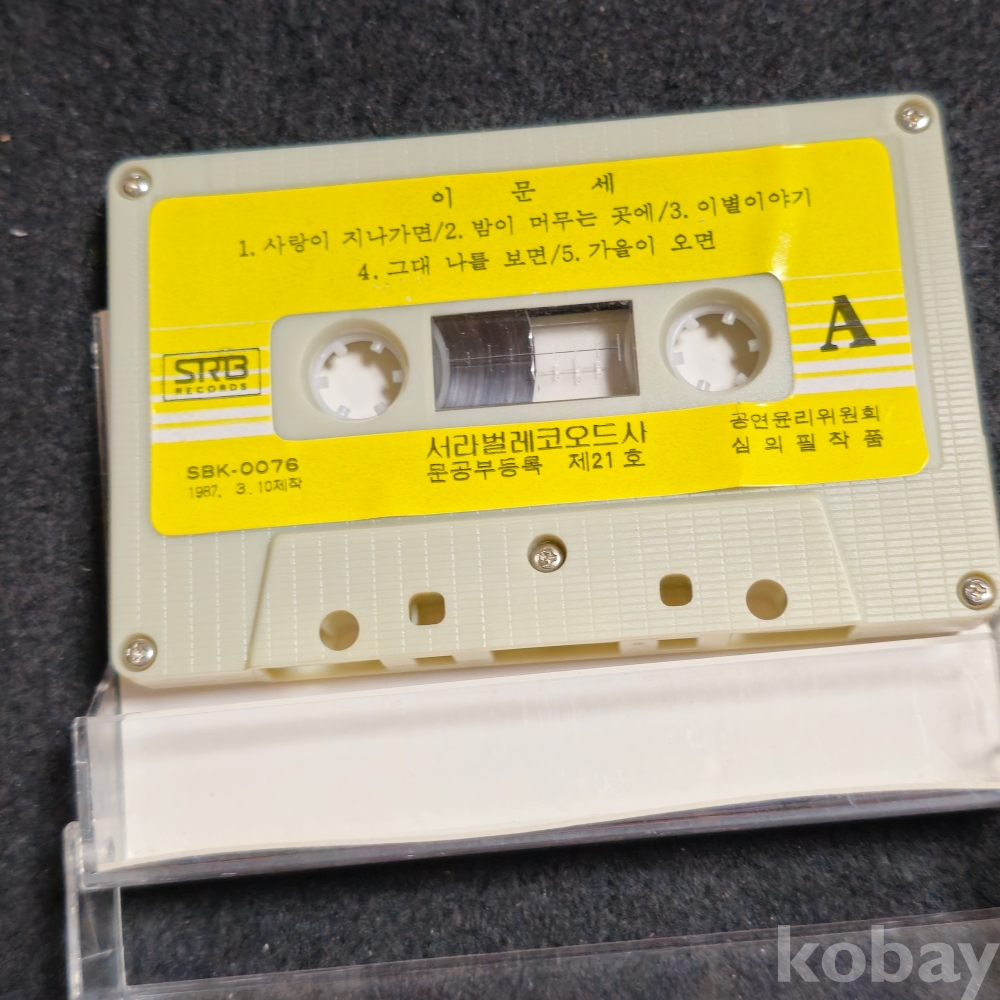 이 문 세
1. 사랑이 지나가면/2. 밤이 머무는 곳에/3. 이별이야기
4. 그대 나를 보면/5. 가을이 오면
A
SRB
RECORDS
SBK-0076
1987. 3. 10제작
서라벌레코오드사
문공부등록 제21호
공연윤리위원회
심의필작품
kobay